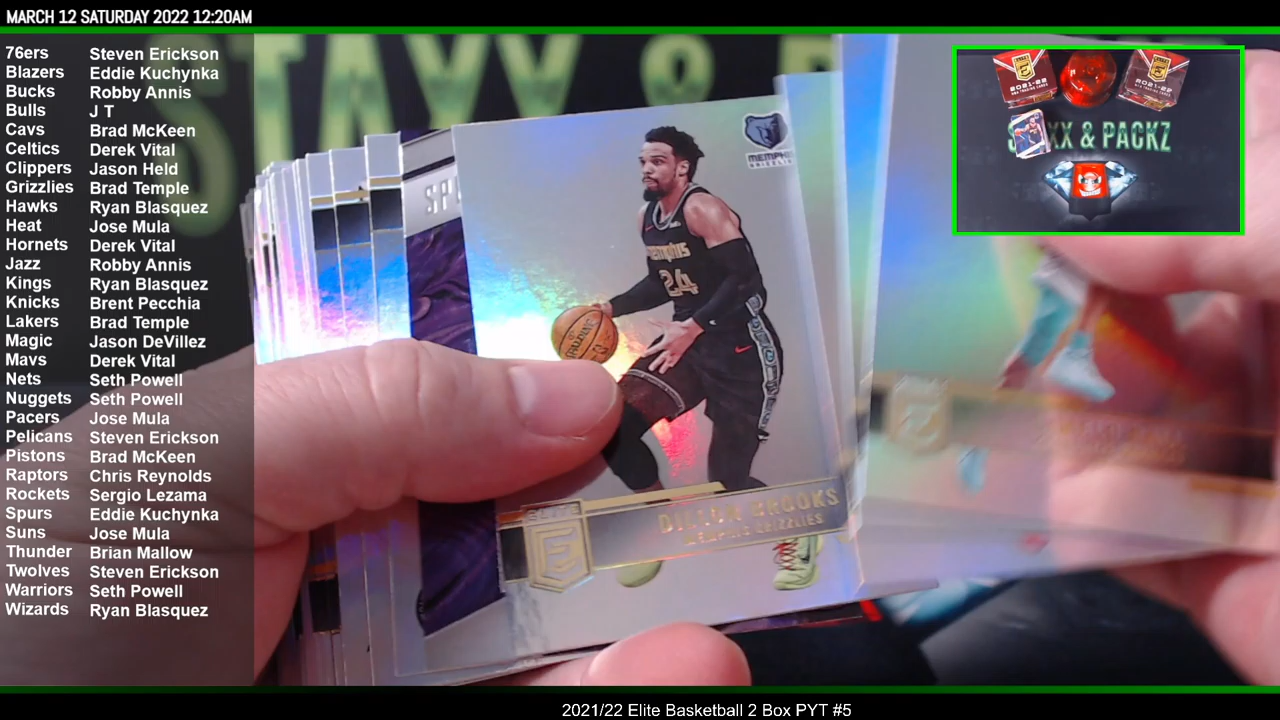 MARCH 12 SATURDAY 2022 12:20AM
76ers Steven Erickson
Blazers Eddie Kuchynka
Bucks Robby Annis
Bulls J T
Cavs Brad McKeen
Celtics Derek Vital
Clippers Jason Held
Grizzlies Brad Temple
Hawks Ryan Blasquez
Heat Jose Mula
Hornets Derek Vital
Jazz Robby Annis
Kings Ryan Blasquez
Knicks Brent Pecchia
Lakers Brad Temple
Magic Jason DeVillez
Mavs Derek Vital
Nets Seth Powell
Nuggets Seth Powell
Pacers Jose Mula
Pelicans Steven Erickson
Pistons Brad McKeen
Raptors Chris Reynolds
Rockets Sergio Lezama
Spurs Eddie Kuchynka
Suns Jose Mula
Thunder Brian Mallow
Twolves Steven Erickson
Warriors Seth Powell
Wizards Ryan Blasquez
STAXX &
MEMPHIS
GRIZZLIES
SP
Memphis
24
SPALDING
ELITE
E
DILLON BROOKS
MEMPHIS GRIZZLIES
2021-22
2021-22
XX & PACKZ
2021/22 Elite Basketball 2 Box PYT #5